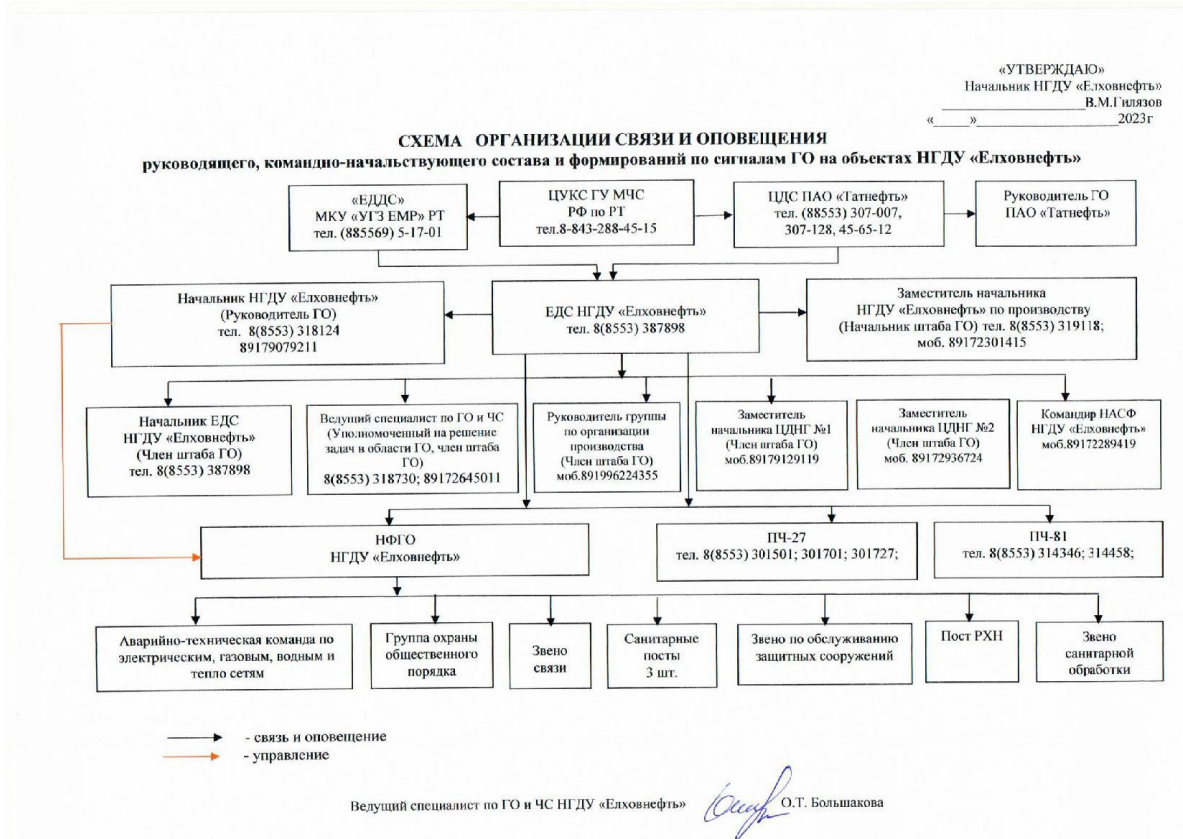 «УТВЕРЖДАЮ»
Начальник НГДУ «Елховнефть»
______________________В.М.Гилязов
«_____»______________________2023г
СХЕМА ОРГАНИЗАЦИИ СВЯЗИ И ОПОВЕЩЕНИЯ
руководящего, командно-начальствующего состава и формирований по сигналам ГО на объектах НГДУ «Елховнефть»
«ЕДДС»
МКУ «УГЗ ЕМР» РТ
тел. (885569) 5-17-01
ЦУКС ГУ МЧС
РФ по РТ
тел.8-843-288-45-15
ЦДС ПАО «Татнефть»
тел. (88553) 307-007,
307-128, 45-65-12
Руководитель ГО
ПАО «Татнефть»
Начальник НГДУ «Елховнефть»
(Руководитель ГО)
тел. 8(8553) 318124
89179079211
ЕДС НГДУ «Елховнефть»
тел. 8(8553) 387898
Заместитель начальника
НГДУ «Елховнефть» по производству
(Начальник штаба ГО) тел. 8(8553) 319118;
моб. 89172301415
Начальник ЕДС
НГДУ «Елховнефть»
(Член штаба ГО)
тел. 8(8553) 387898
Ведущий специалист по ГО и ЧС
(Уполномоченный на решение
задач в области ГО, член штаба
ГО)
8(8553) 318730; 89172645011
Руководитель группы
по организации
производства
(Член штаба ГО)
моб.891996224355
Заместитель
начальника ЦДНГ №1
(Член штаба ГО)
моб.89179129119
Заместитель
начальника ЦДНГ №2
(Член штаба ГО)
моб. 89172936724
Командир НАСФ
НГДУ «Елховнефть»
моб.89172289419
НФГО
НГДУ «Елховнефть»
ПЧ-27
тел. 8(8553) 301501; 301701; 301727;
ПЧ-81
тел. 8(8553) 314346; 314458;
Аварийно-техническая команда по
электрическим, газовым, водным и
тепло сетям
Группа охраны
общественного
порядка
Звено
связи
Санитарные
посты
3 шт.
Звено по обслуживанию
защитных сооружений
Пост РХН
Звено
санитарной
обработки
- связь и оповещение
- управление
Ведущий специалист по ГО и ЧС НГДУ «Елховнефть» О.Т. Большакова